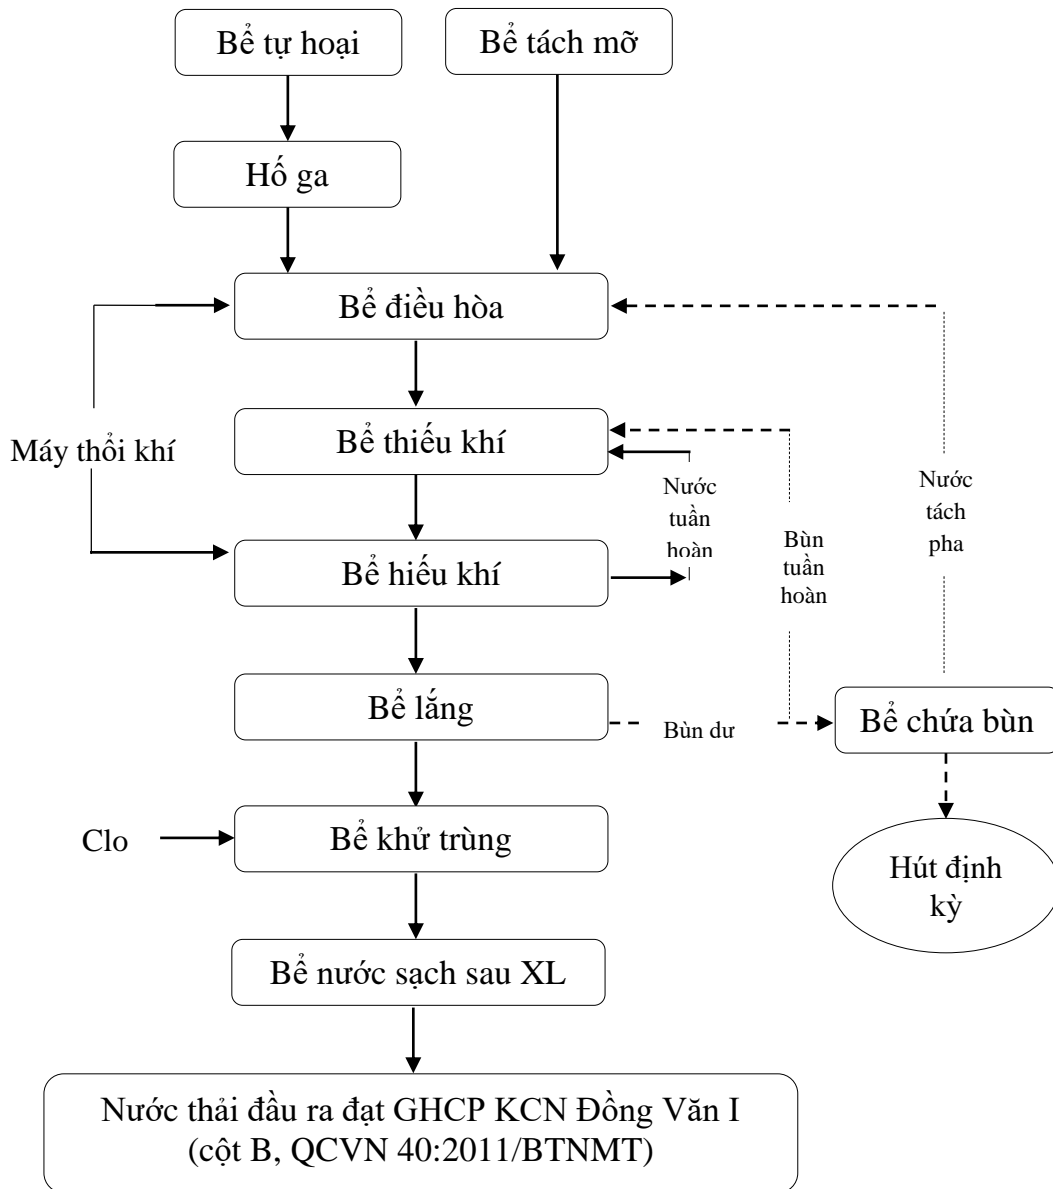 Bể tự hoại
Bể tách mỡ
Hố ga
Bể điều hòa
Máy thổi khí
Bể thiếu khí
Nước
tuần
hoàn
Nước
tách
pha
Bùn
tuần
hoàn
Bể hiếu khí
Bể lắng
Bùn dư
Bể chứa bùn
Clo
Bể khử trùng
Hút định
kỳ
Bể nước sạch sau XL
Nước thải đầu ra đạt GHCP KCN Đồng Văn I
(cột B, QCVN 40:2011/BTNMT)